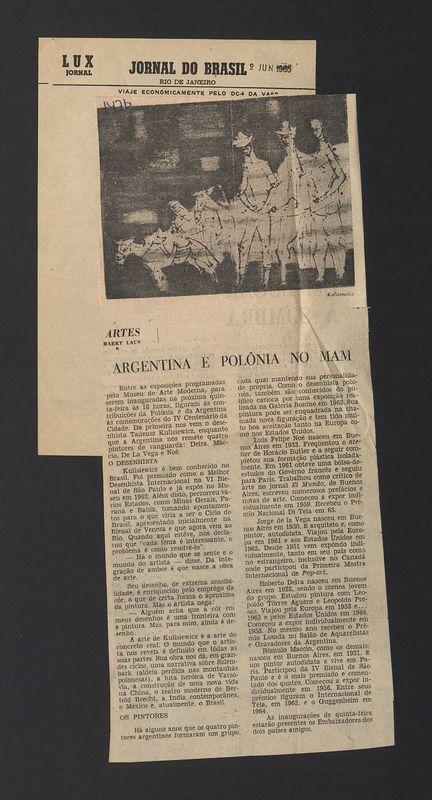 LUX
JORNAL
JORNAL DO BRASIL
2 JUN 1965
RIO DE JANEIRO
VIAJE ECONÔMICAMENTE PELO DC-4 DA VASP
Kulisiewicz
ARTES
HARRY LAUS
ARGENTINA E POLÔNIA NO MAM
Entre as exposições programadas
pelo Museu de Arte Moderna, para
serem inauguradas na próxima quin-
ta-feira às 18 horas, figuram as con-
tribuições da Polônia e da Argentina
às comemorações do IV Centenário da
Cidade. Da primeira nos vem o dese-
nhista Tadeusz Kulisiewicz, enquanto
que a Argentina nos remete quatro
pintores de vanguarda: Deira, Mac-
cio, De La Vega e Noé.
O DESENHISTA
Kulisiewicz é bem conhecido no
Brasil. Foi premiado como o Melhor
Desenhista Internacional na VI Bie-
nal de São Paulo e já expôs no Mu-
seu em 1962. Além disto, percorreu vá-
rios Estados, como Minas Gerais, Pa-
raná e Bahia, tomando apontamen-
tos para o que viria a ser o Ciclo do
Brasil, apresentado inicialmente na
Bienal de Veneza e que agora vem ao
Rio. Quando aqui estêve, nos decla-
rou que "cada tema é interessante, o
problema é como resolvê-lo".
— Há o mundo que se sente e o
mundo do artista — disse. Da inte-
gração de ambos é que nasce a obra
de arte.
Seu desenho, de extrema sensibi-
lidade, é enriquecido pelo emprêgo da
côr, o que de certa forma o aproxima
da pintura. Mas o artista nega:
— Alguém acha que a côr em
meus desenhos é uma fronteira com
a pintura. Mas, para mim, ainda é de-
senho.
A arte de Kulisiewicz é a arte do
concreto real. O mundo que o artis-
ta nos revela é definido em tôdas as
suas partes. Sua obra nos dá, em gran-
des ciclos, uma narrativa sôbre Szlem-
bark (aldeia perdida nas montanhas
polonesas), a luta heróica de Varsó-
via, a construção de uma nova vida
na China, o teatro moderno de Ber-
told Brecht, a Índia contemporânea,
o México e, atualmente, o Brasil.
OS PINTORES
Há alguns anos que os quatro pin-
tores argentinos formaram um grupo,
cada qual mantendo sua personalida-
de própria. Como o desenhista polo-
nês, também são conhecidos do pú-
blico carioca por uma exposição rea-
lizada na Galeria Bonino em 1963. Sua
pintura pode ser enquadrada na cha-
mada nova figuração e tem tido mui-
to boa aceitação tanto na Europa co-
mo nos Estados Unidos.
Luis Felipe Noé nasceu em Bue-
nos Aires em 1933. Freqüentou o ate-
lier de Horácio Butler e a seguir com-
pletou sua formação plástica isolada-
mente. Em 1961 obteve uma bôlsa-de-
estudos do Govêrno francês e seguiu
para Paris. Trabalhou como crítico de
arte no jornal El Mundo, de Buenos
Aires, escreveu numerosos prefácios e
notas de arte. Começou a expor indi-
vidualmente em 1959. Recebeu o Prê-
mio Nacional Di Tela em 63.
Jorge de la Vega nasceu em Bue-
nos Aires em 1930. É arquiteto e, como
pintor, autodidata. Viajou pela Euro-
pa em 1961 e aos Estados Unidos em
1963. Desde 1951 vem expondo indi-
vidualmente, tanto em seu país como
no estrangeiro, inclusive no Canadá
onde participou da Primeira Mostra
Internacional de Pop-art.
Roberto Deira nasceu em Buenos
Aires em 1928, sendo o menos jovem
do grupo. Estudou pintura com Leo-
poldo Tôrres Agüero e Leopoldo Pre-
sas. Viajou pela Europa em 1953 e
1962 e pelos Estados Unidos em 1964.
Começou a expor individualmente em
1958. No mesmo ano recebeu o Prê-
mio Losada no Salão de Aquarelistas
e Gravadores da Argentina.
Rômulo Maccio, como os demais,
nasceu em Buenos Aires, em 1931. É
um pintor autodidata e vive em Pa-
ris. Participou da IV Bienal de São
Paulo e é o mais premiado e comen-
tado dos quatro. Começou a expor in-
dividualmente em 1956. Entre seus
prêmios figuram o Internacional de
Tela, em 1962, e o Guggenheim em
1964.
As inaugurações de quinta-feira
estarão presentes os Embaixadores dos
dois países amigos.